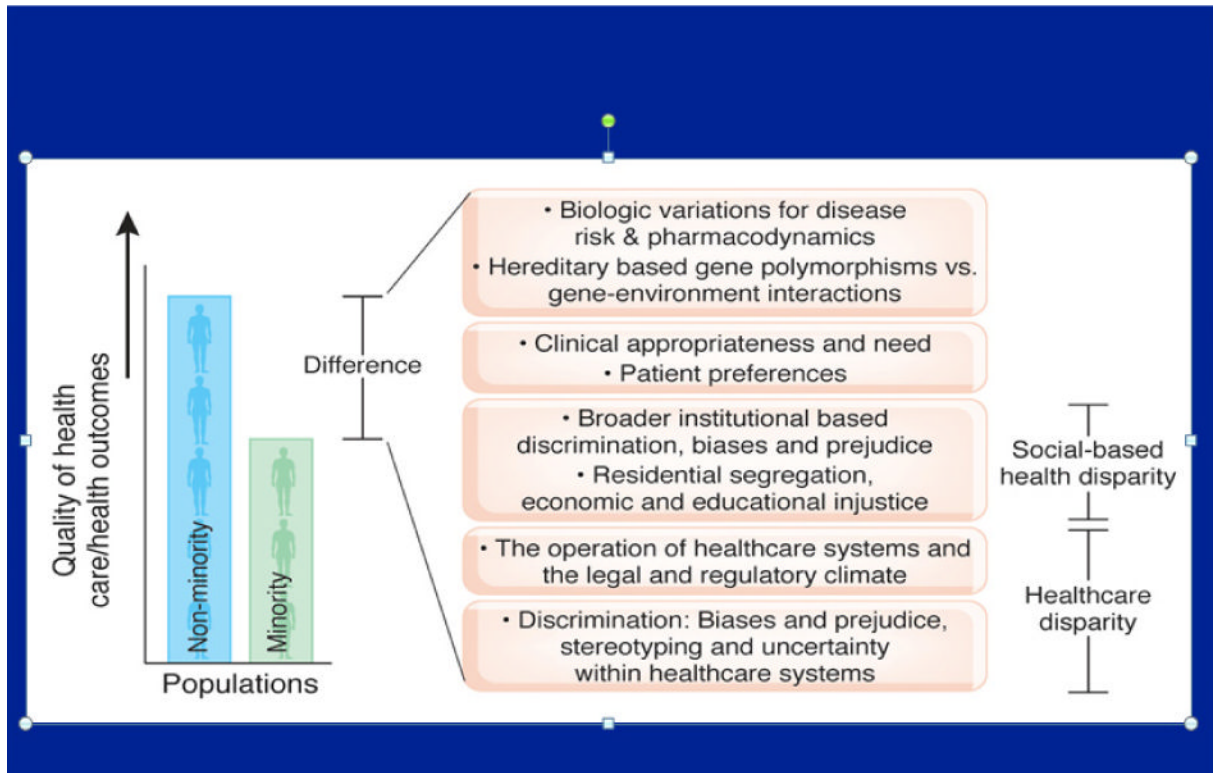 Quality of health
care/health outcomes
Non-minority
Minority
Populations
Difference
• Biologic variations for disease
risk & pharmacodynamics
• Hereditary based gene polymorphisms vs.
gene-environment interactions
• Clinical appropriateness and need
• Patient preferences
• Broader institutional based
discrimination, biases and prejudice
• Residential segregation,
economic and educational injustice
• The operation of healthcare systems and
the legal and regulatory climate
• Discrimination: Biases and prejudice,
stereotyping and uncertainty
within healthcare systems
Social-based
health disparity
Healthcare
disparity